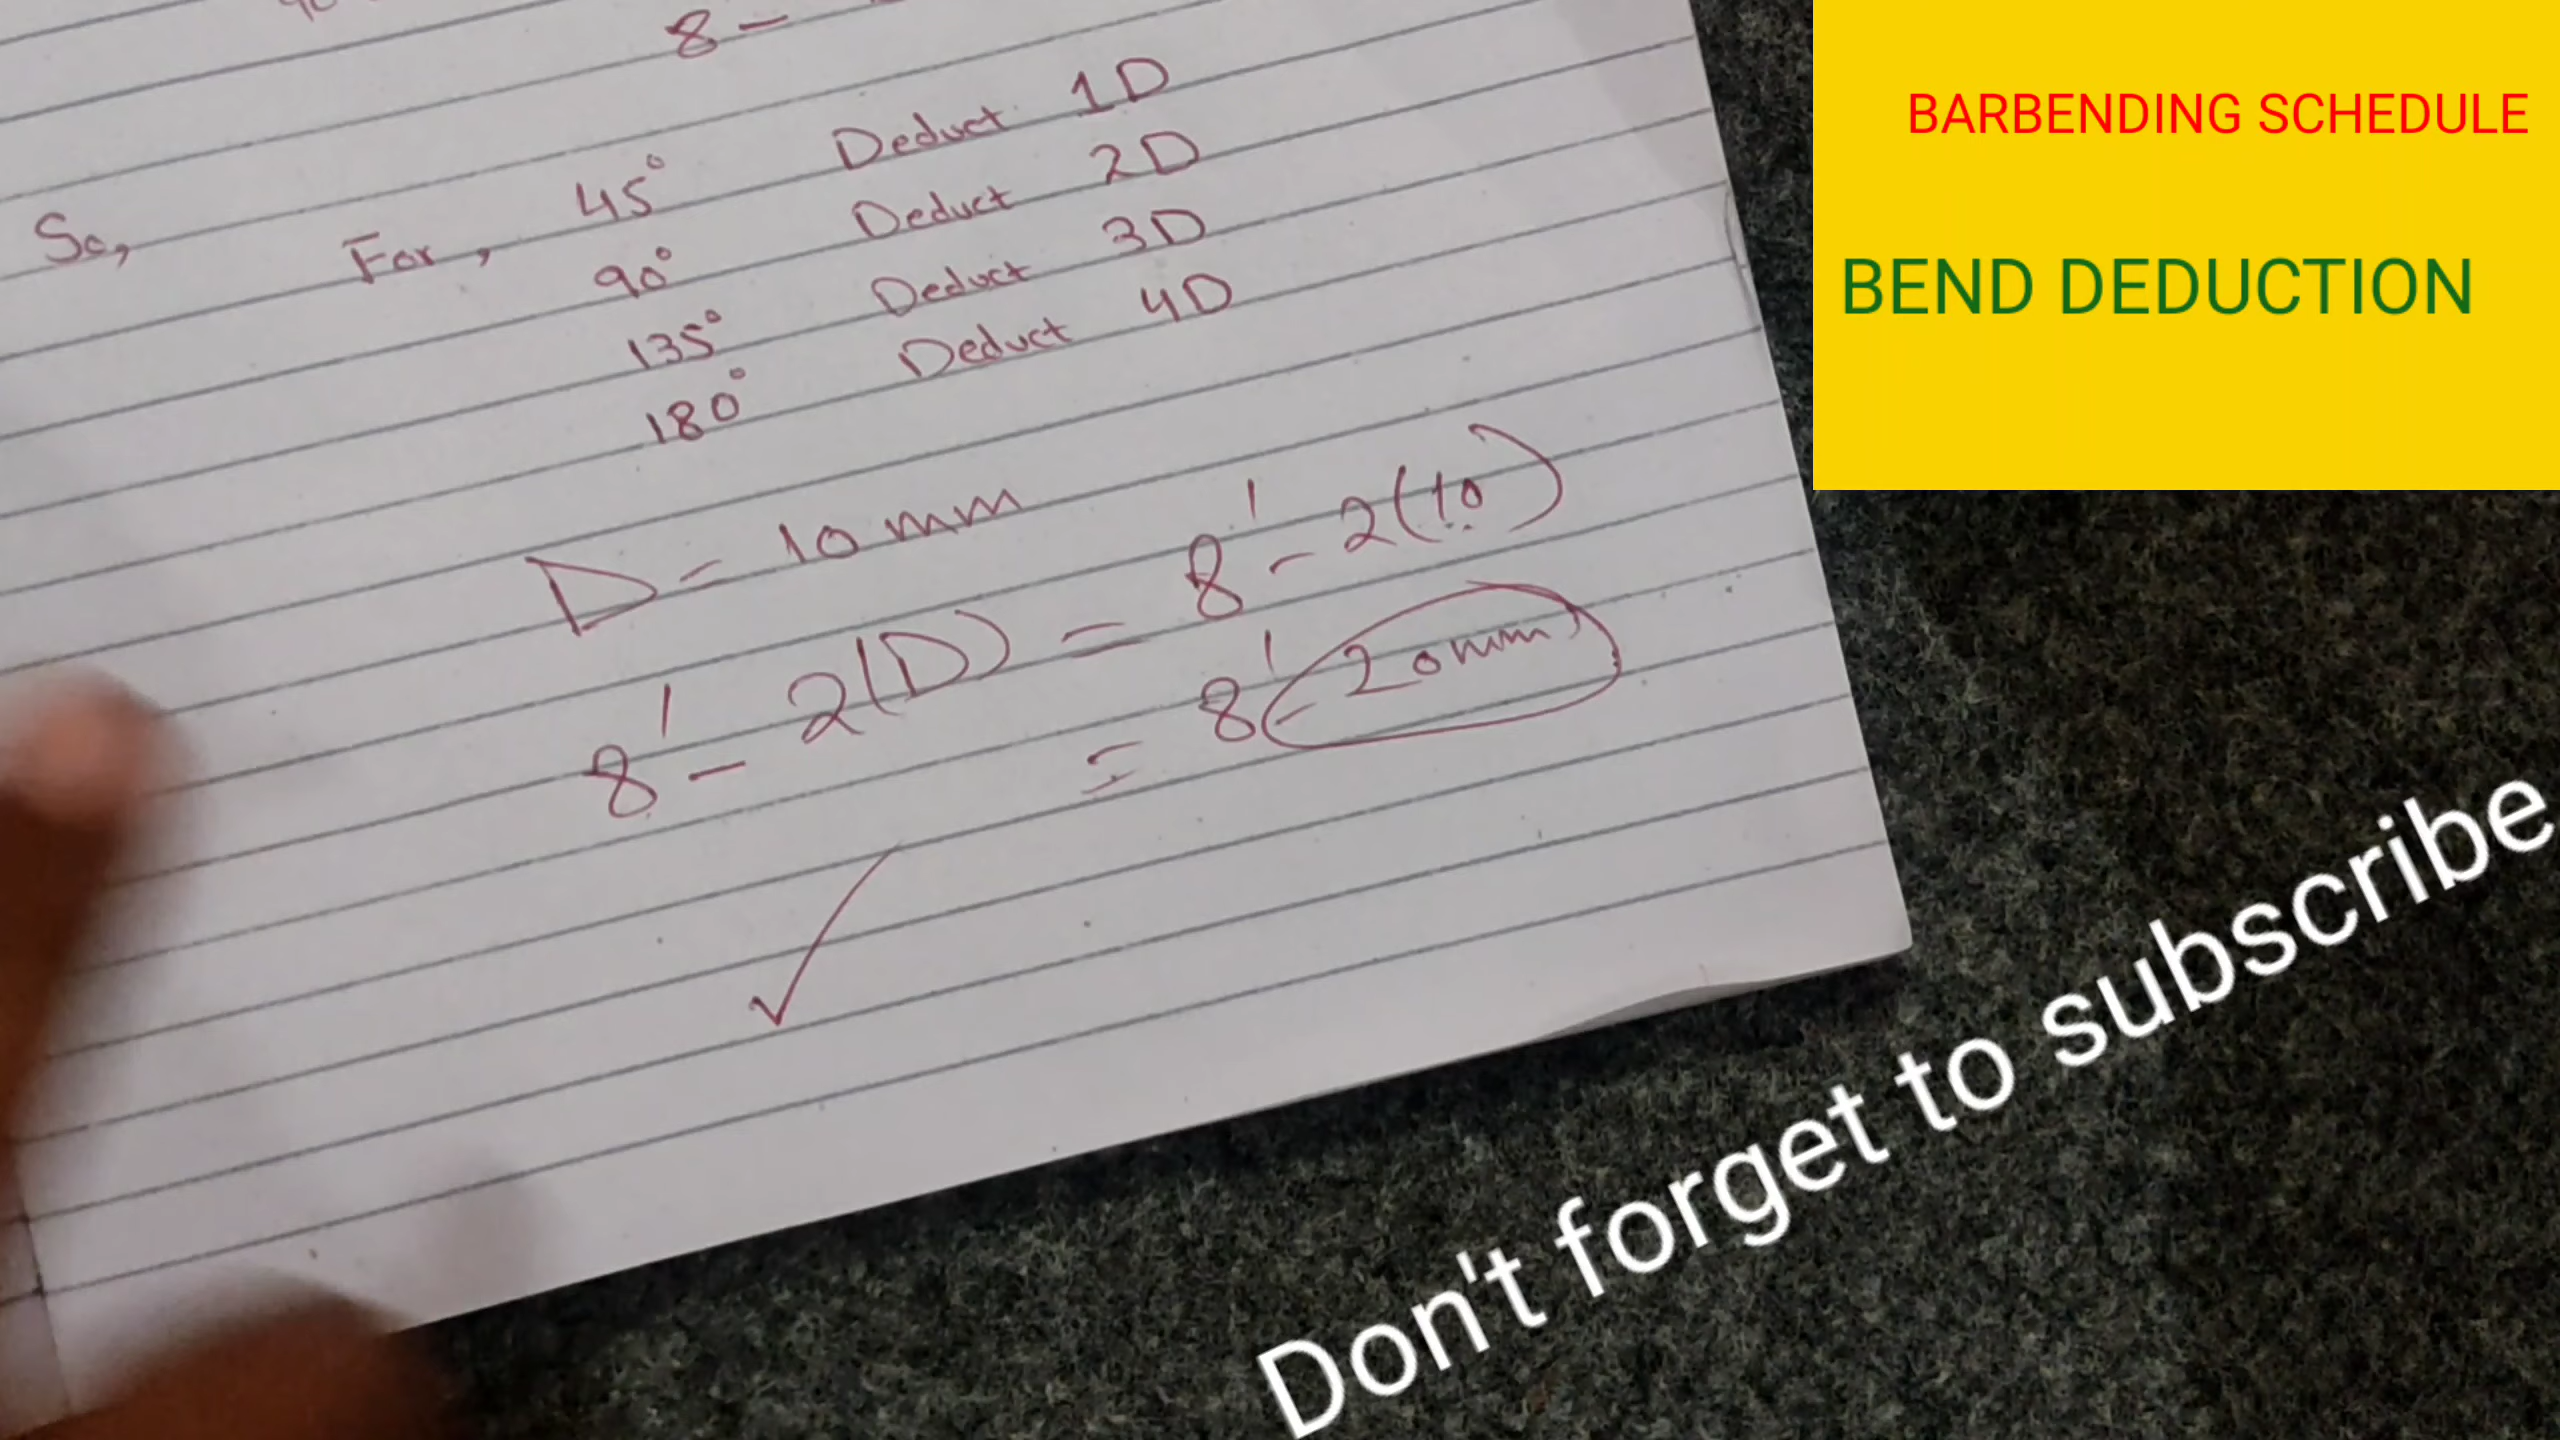 8 -
So, For, 45° Deduct 1D
90° Deduct 2D
135° Deduct 3D
180° Deduct 4D
D = 10 mm
8' - 2(D) = 8' - 2(10)
= 8' - 20mm
BARBENDING SCHEDULE
BEND DEDUCTION
Don't forget to subscribe